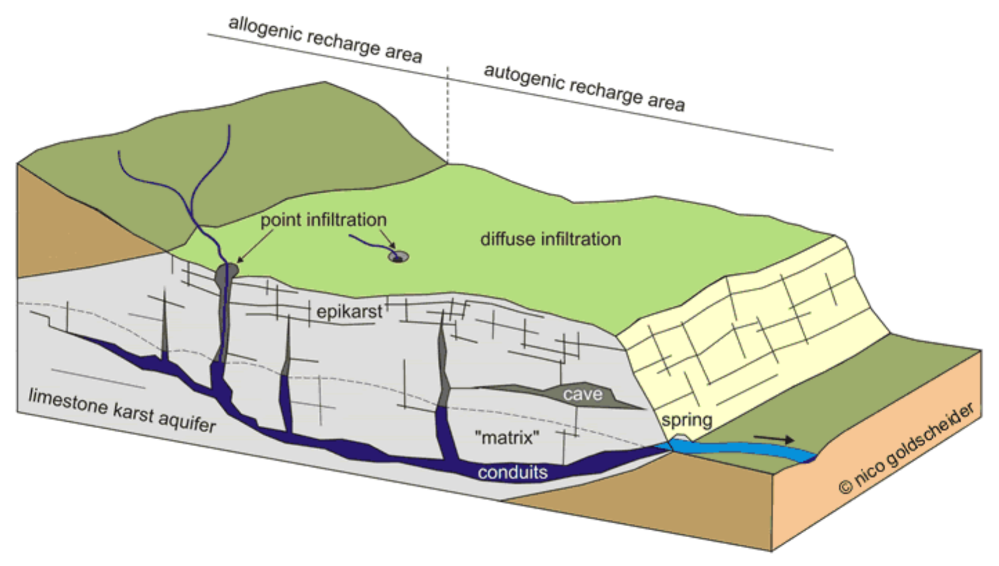 allogenic recharge area
autogenic recharge area
point infiltration
diffuse infiltration
epikarst
cave
limestone karst aquifer
spring
"matrix"
conduits
© nico goldscheider